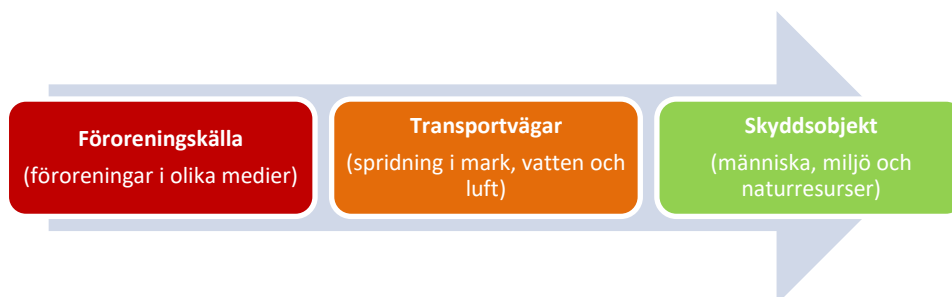 Föroreningskälla
(föroreningar i olika medier)
Transportvägar
(spridning i mark, vatten och
luft)
Skyddsobjekt
(människa, miljö och
naturresurser)